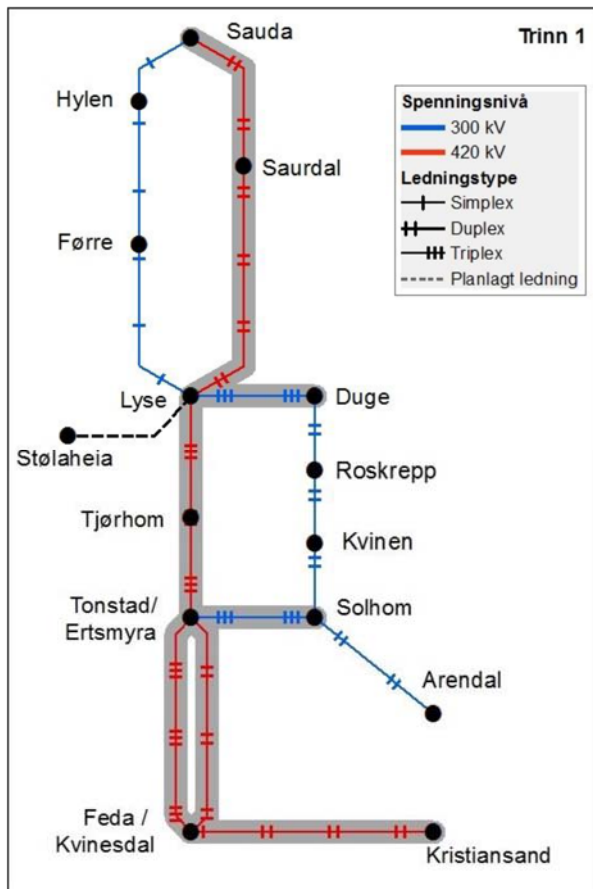 Trinn 1
Sauda
Spenningsnivå
300 kV
420 kV
Ledningstype
Simplex
Duplex
Triplex
Planlagt ledning
Hylen
Saurdal
Førre
Lyse
Duge
Stølaheia
Roskrepp
Tjørhom
Kvinen
Tonstad/
Ertsmyra
Solhom
Arendal
Feda /
Kvinesdal
Kristiansand